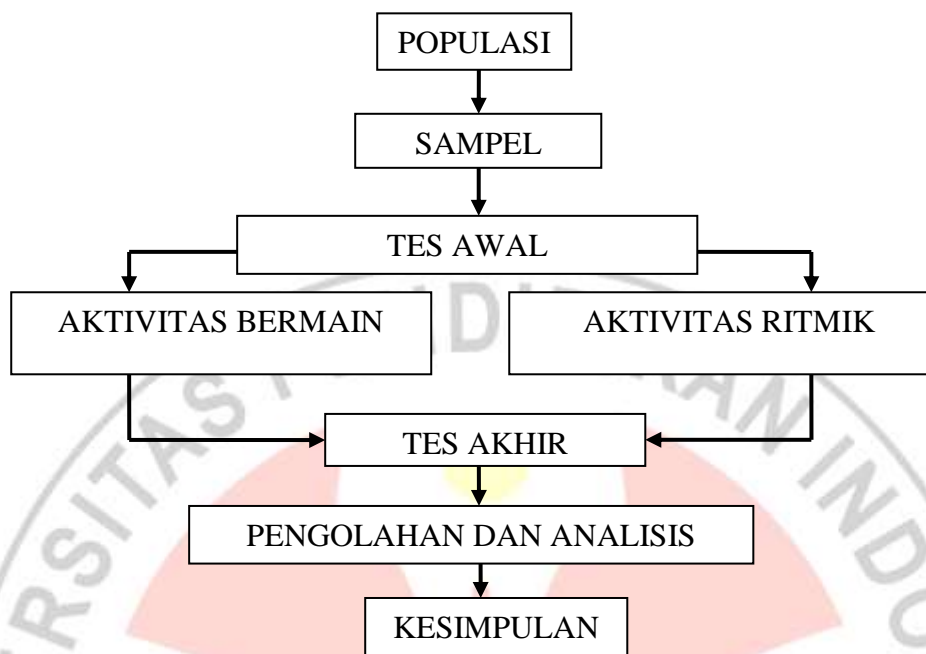 POPULASI
SAMPEL
TES AWAL
AKTIVITAS BERMAIN
AKTIVITAS RITMIK
TES AKHIR
PENGOLAHAN DAN ANALISIS
KESIMPULAN